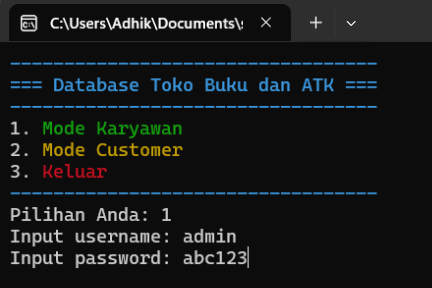 C:\Users\Adhik\Documents\s
--------------------------------
=== Database Toko Buku dan ATK ===
--------------------------------
1. Mode Karyawan
2. Mode Customer
3. Keluar
--------------------------------
Pilihan Anda: 1
Input username: admin
Input password: abc123